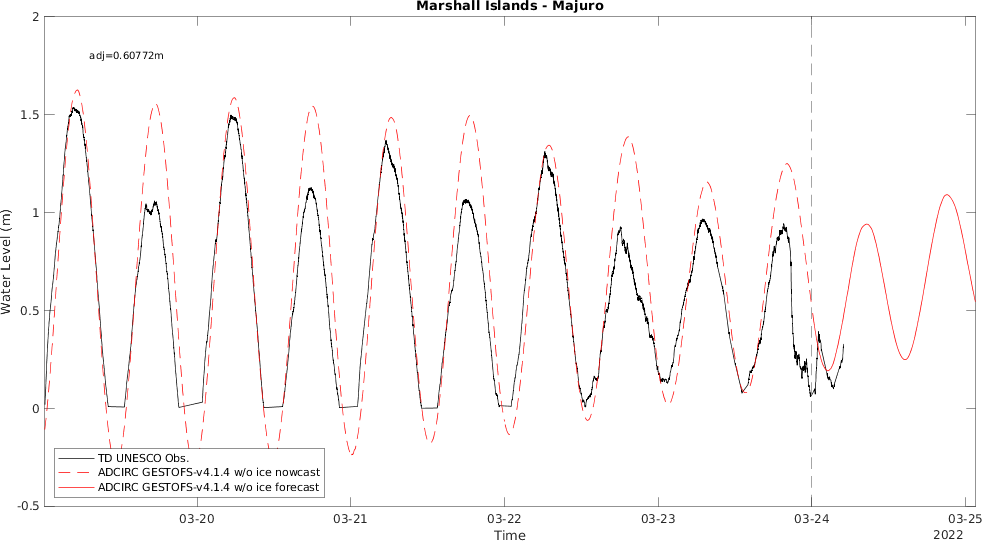 Marshall Islands - Majuro
adj=0.60772m
2
1.5
1
0.5
0
-0.5
Water Level (m)
TD UNESCO Obs.
ADCIRC GESTOFS-v4.1.4 w/o ice nowcast
ADCIRC GESTOFS-v4.1.4 w/o ice forecast
03-20 03-21 03-22 03-23 03-24 03-25
Time
2022